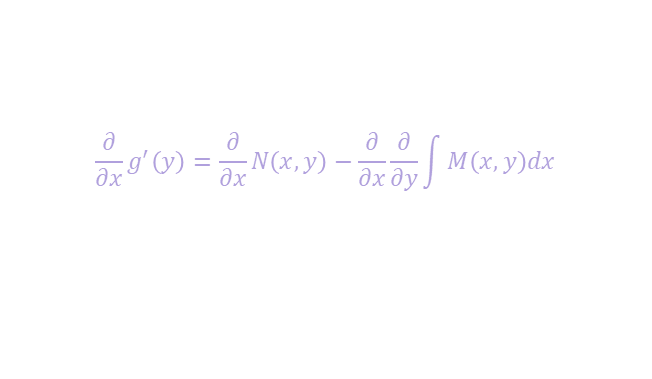 ∂/∂x g′(y) = ∂/∂x N(x, y) − ∂/∂x ∂/∂y ∫ M(x, y)dx